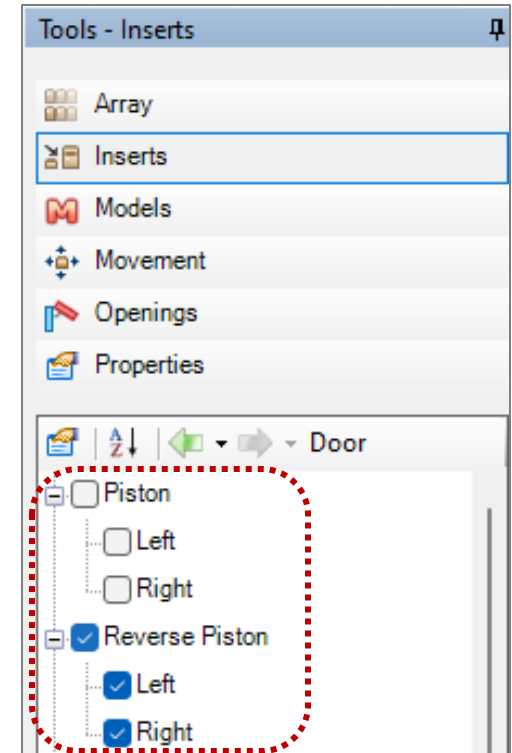 Tools - Inserts
Array
Inserts
Models
Movement
Openings
Properties
Door
Piston
Left
Right
Reverse Piston
Left
Right